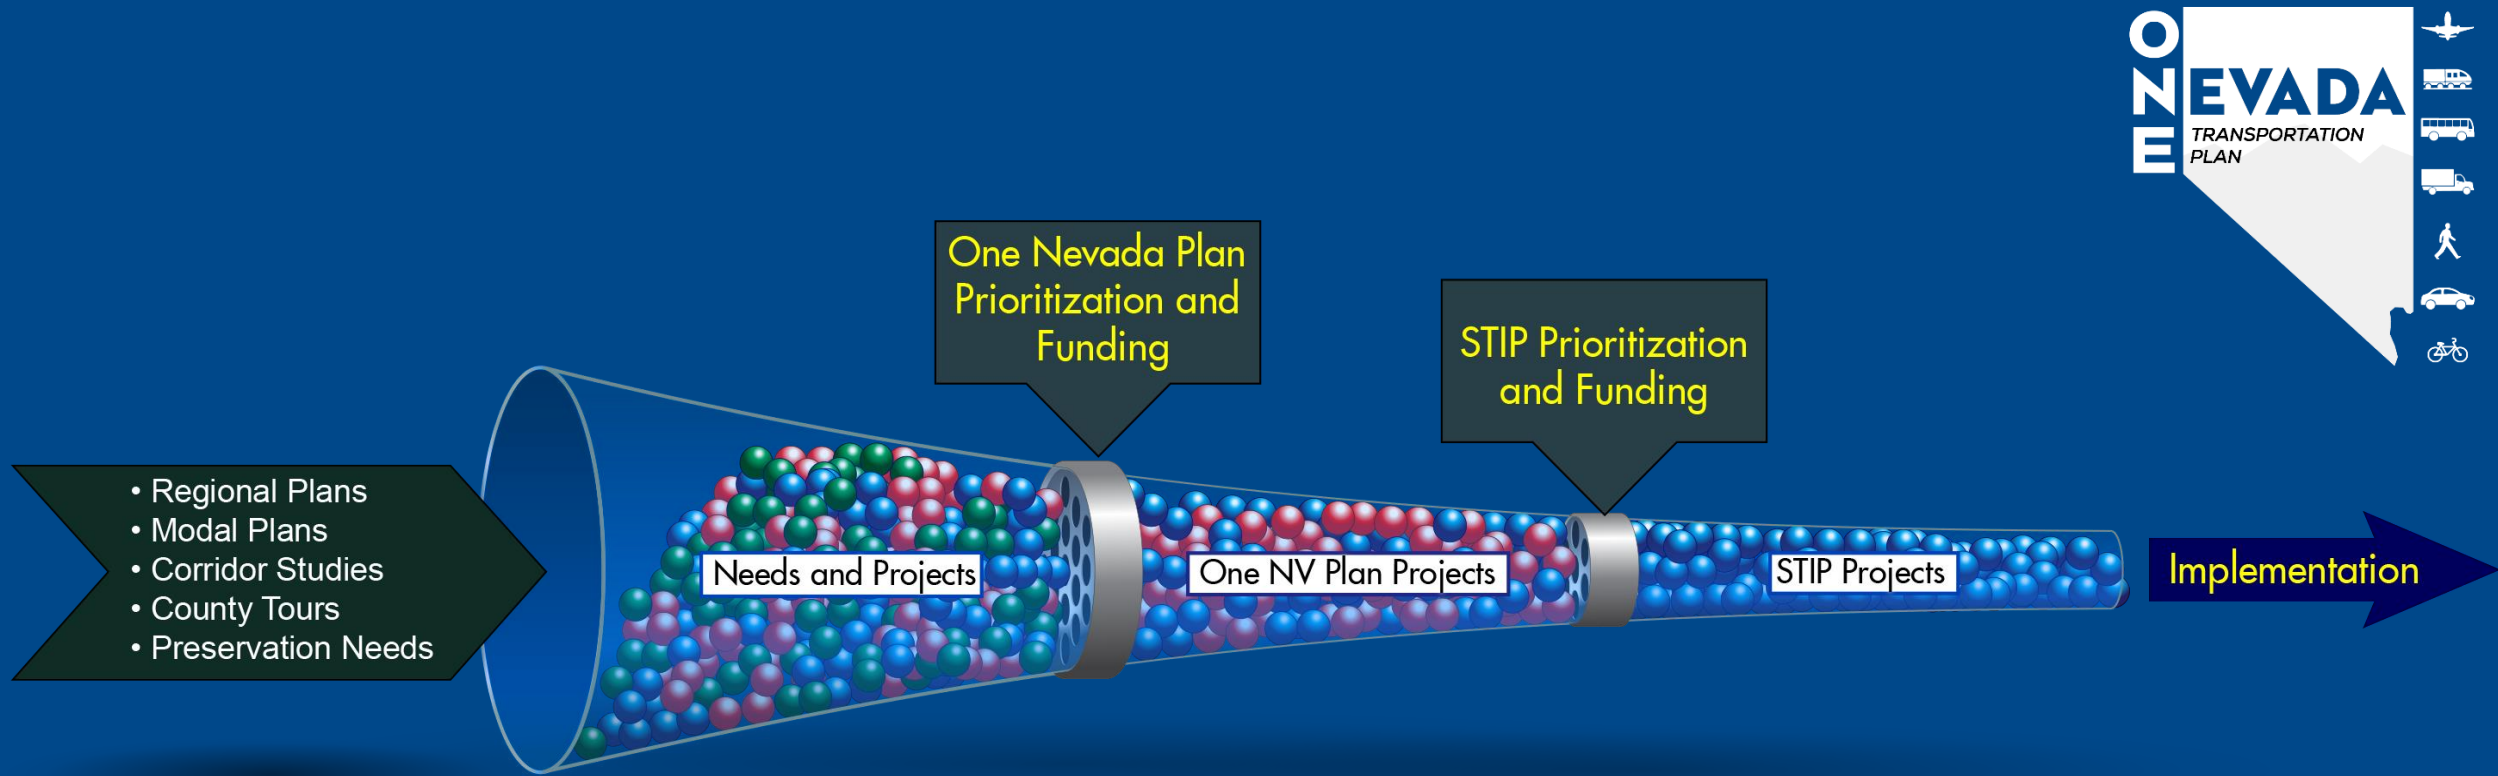 ONE
NEVADA
TRANSPORTATION
PLAN
One Nevada Plan
Prioritization and
Funding
STIP Prioritization
and Funding
• Regional Plans
• Modal Plans
• Corridor Studies
• County Tours
• Preservation Needs
Needs and Projects
One NV Plan Projects
STIP Projects
Implementation